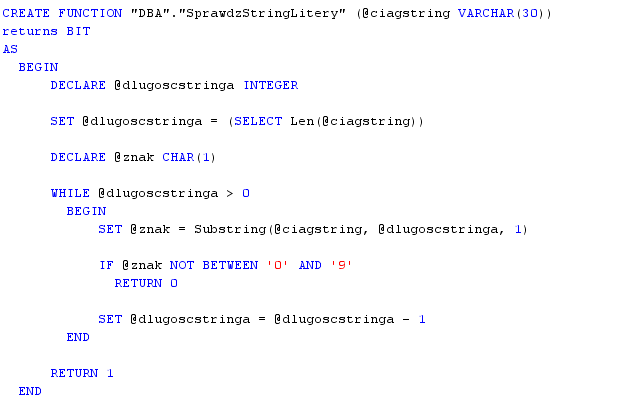 CREATE FUNCTION "DBA"."SprawdzStringLitery" (@ciagstring VARCHAR(30))
returns BIT
AS
BEGIN
DECLARE @dlugoscstringa INTEGER
SET @dlugoscstringa = (SELECT Len(@ciagstring))
DECLARE @znak CHAR(1)
WHILE @dlugoscstringa > 0
BEGIN
SET @znak = Substring(@ciagstring, @dlugoscstringa, 1)
IF @znak NOT BETWEEN '0' AND '9'
RETURN 0
SET @dlugoscstringa = @dlugoscstringa - 1
END
RETURN 1
END